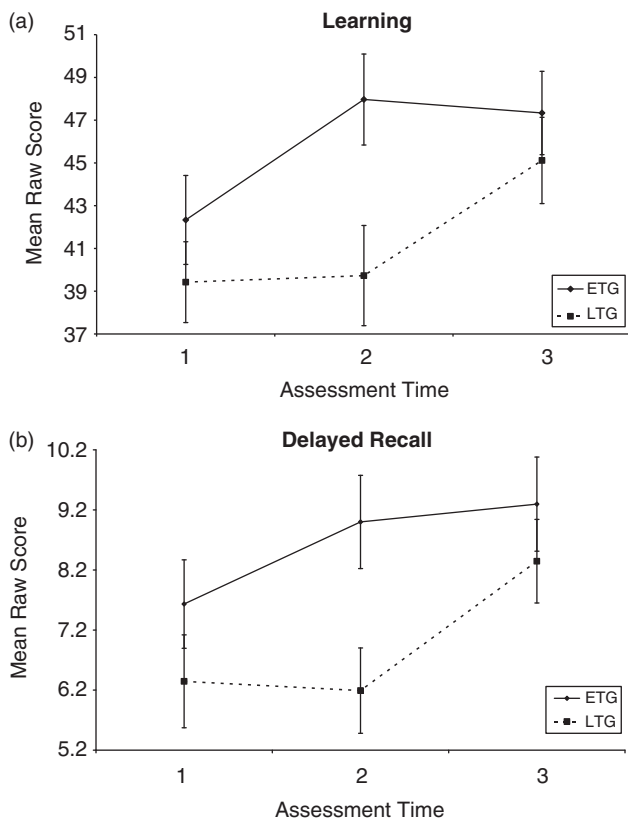 (a)
Learning
51
49
47
45
43
41
39
37
Mean Raw Score
1 2 3
Assessment Time
ETG
LTG
(b)
Delayed Recall
10.2
9.2
8.2
7.2
6.2
5.2
Mean Raw Score
1 2 3
Assessment Time
ETG
LTG